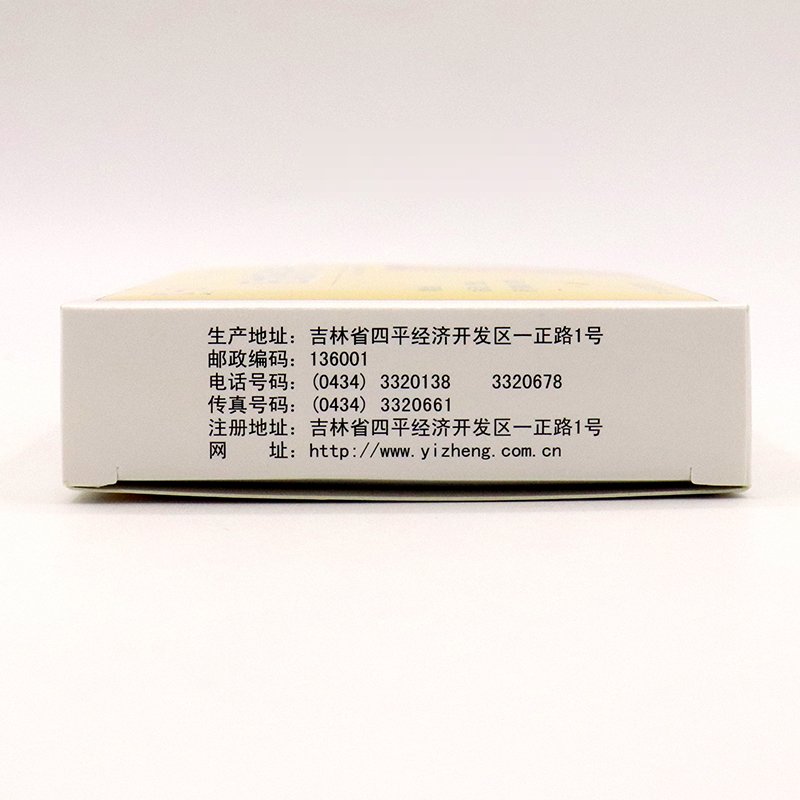 生产地址：吉林省四平经济开发区一正路1号
邮政编码：136001
电话号码：(0434) 3320138    3320678
传真号码：(0434) 3320661
注册地址：吉林省四平经济开发区一正路1号
网    址：http://www.yizheng.com.cn